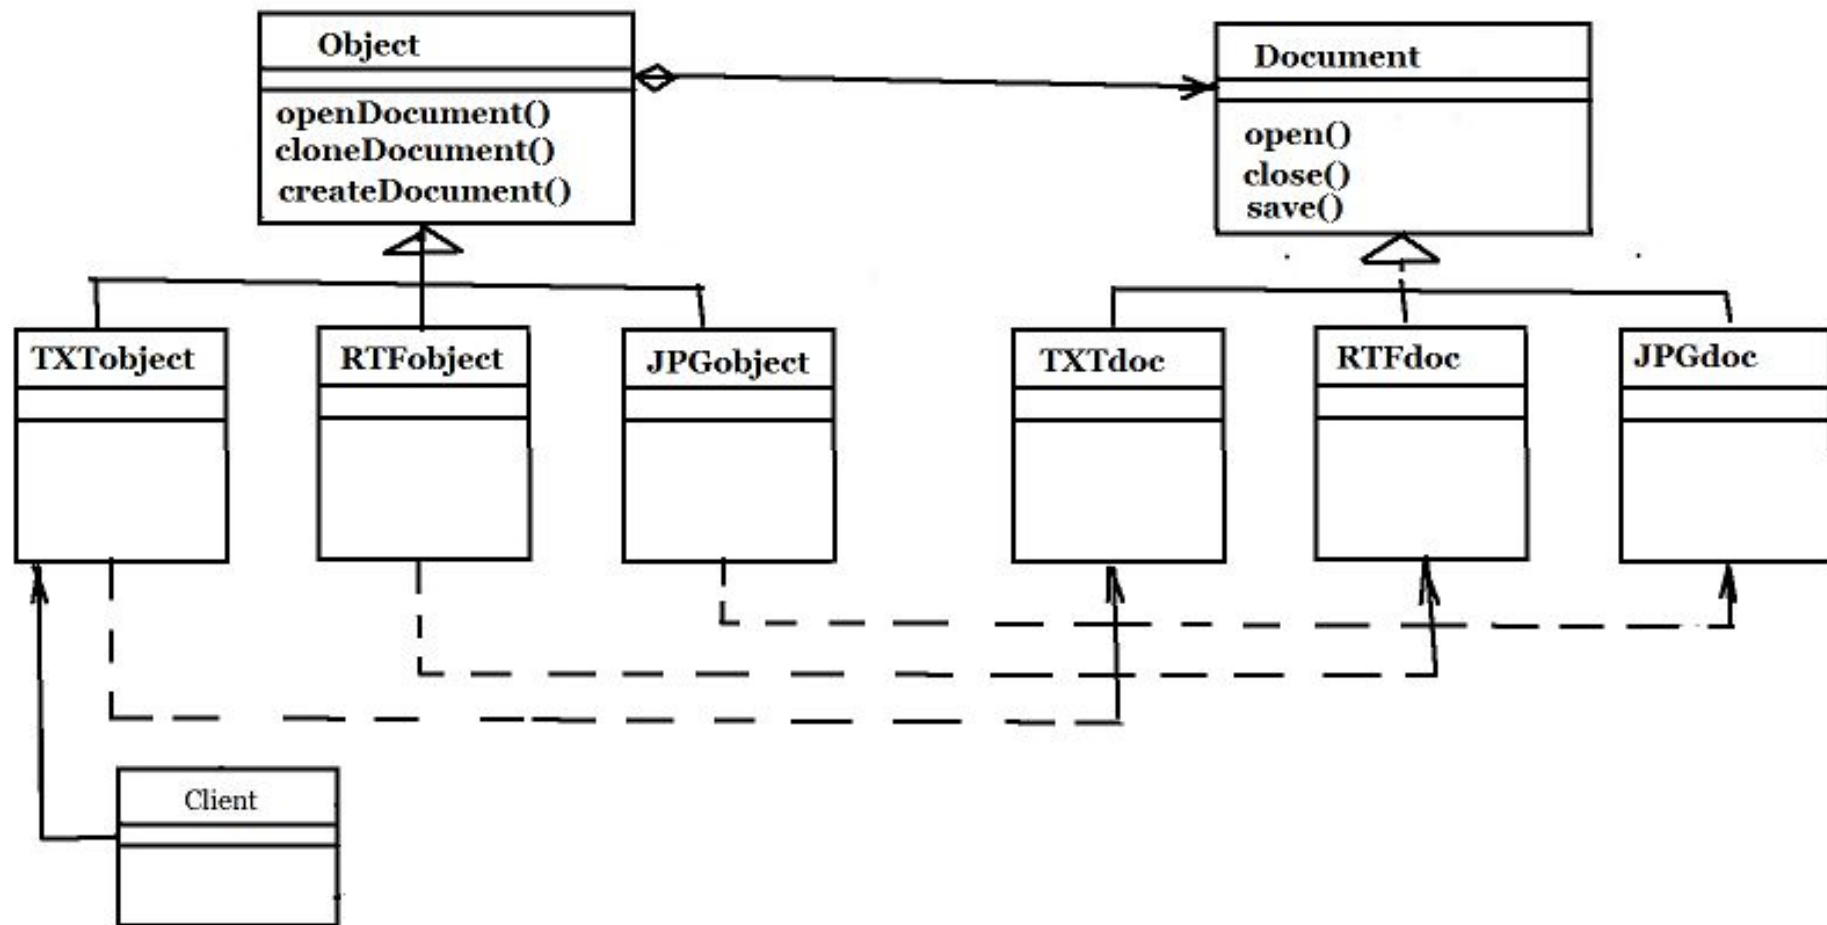 Object
openDocument()
cloneDocument()
createDocument()
Document
open()
close()
save()
TXTobject
RTFobject
JPGobject
TXTdoc
RTFdoc
JPGdoc
Client